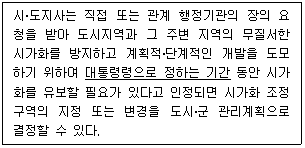 시·도지사는 직접 또는 관계 행정기관의 장의 요
청을 받아 도시지역과 그 주변 지역의 무질서한
시가화를 방지하고 계획적·단계적인 개발을 도모
하기 위하여 대통령령으로 정하는 기간 동안 시가
화를 유보할 필요가 있다고 인정되면 시가화 조정
구역의 지정 또는 변경을 도시·군 관리계획으로
결정할 수 있다.